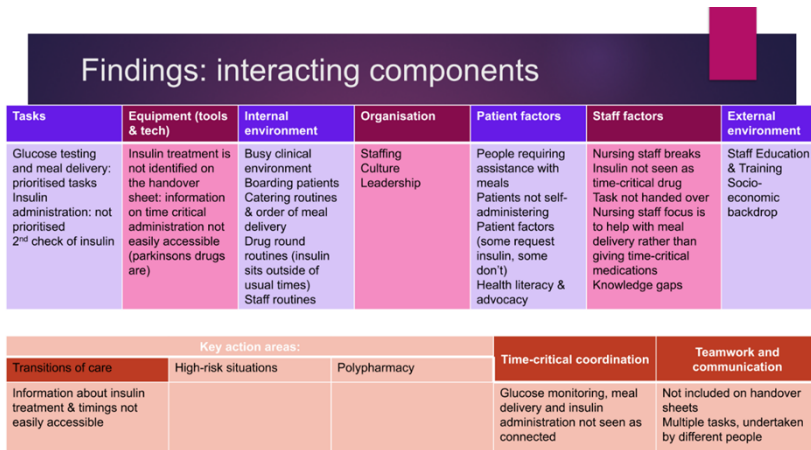 Findings: interacting components
Tasks
Equipment (tools
& tech)
Internal
environment
Organisation
Patient factors
Staff factors
External
environment
Glucose testing
and meal delivery:
prioritised tasks
Insulin
administration: not
prioritised
2nd check of insulin
Insulin treatment is
not identified on
the handover
sheet: information
on time critical
administration not
easily accessible
(parkinsons drugs
are)
Busy clinical
environment
Boarding patients
Catering routines
& order of meal
delivery
Drug round
routines (insulin
sits outside of
usual times)
Staff routines
Staffing
Culture
Leadership
People requiring
assistance with
meals
Patients not self-
administering
Patient factors
(some request
insulin, some
don't)
Health literacy &
advocacy
Nursing staff breaks
Insulin not seen as
time-critical drug
Task not handed over
Nursing staff focus is
to help with meal
delivery rather than
giving time-critical
medications
Knowledge gaps
Staff Education
& Training
Socio-
economic
backdrop
Key action areas:
Transitions of care
High-risk situations
Polypharmacy
Time-critical coordination
Teamwork and
communication
Information about insulin
treatment & timings not
easily accessible
Glucose monitoring, meal
delivery and insulin
administration not seen as
connected
Not included on handover
sheets
Multiple tasks, undertaken
by different people